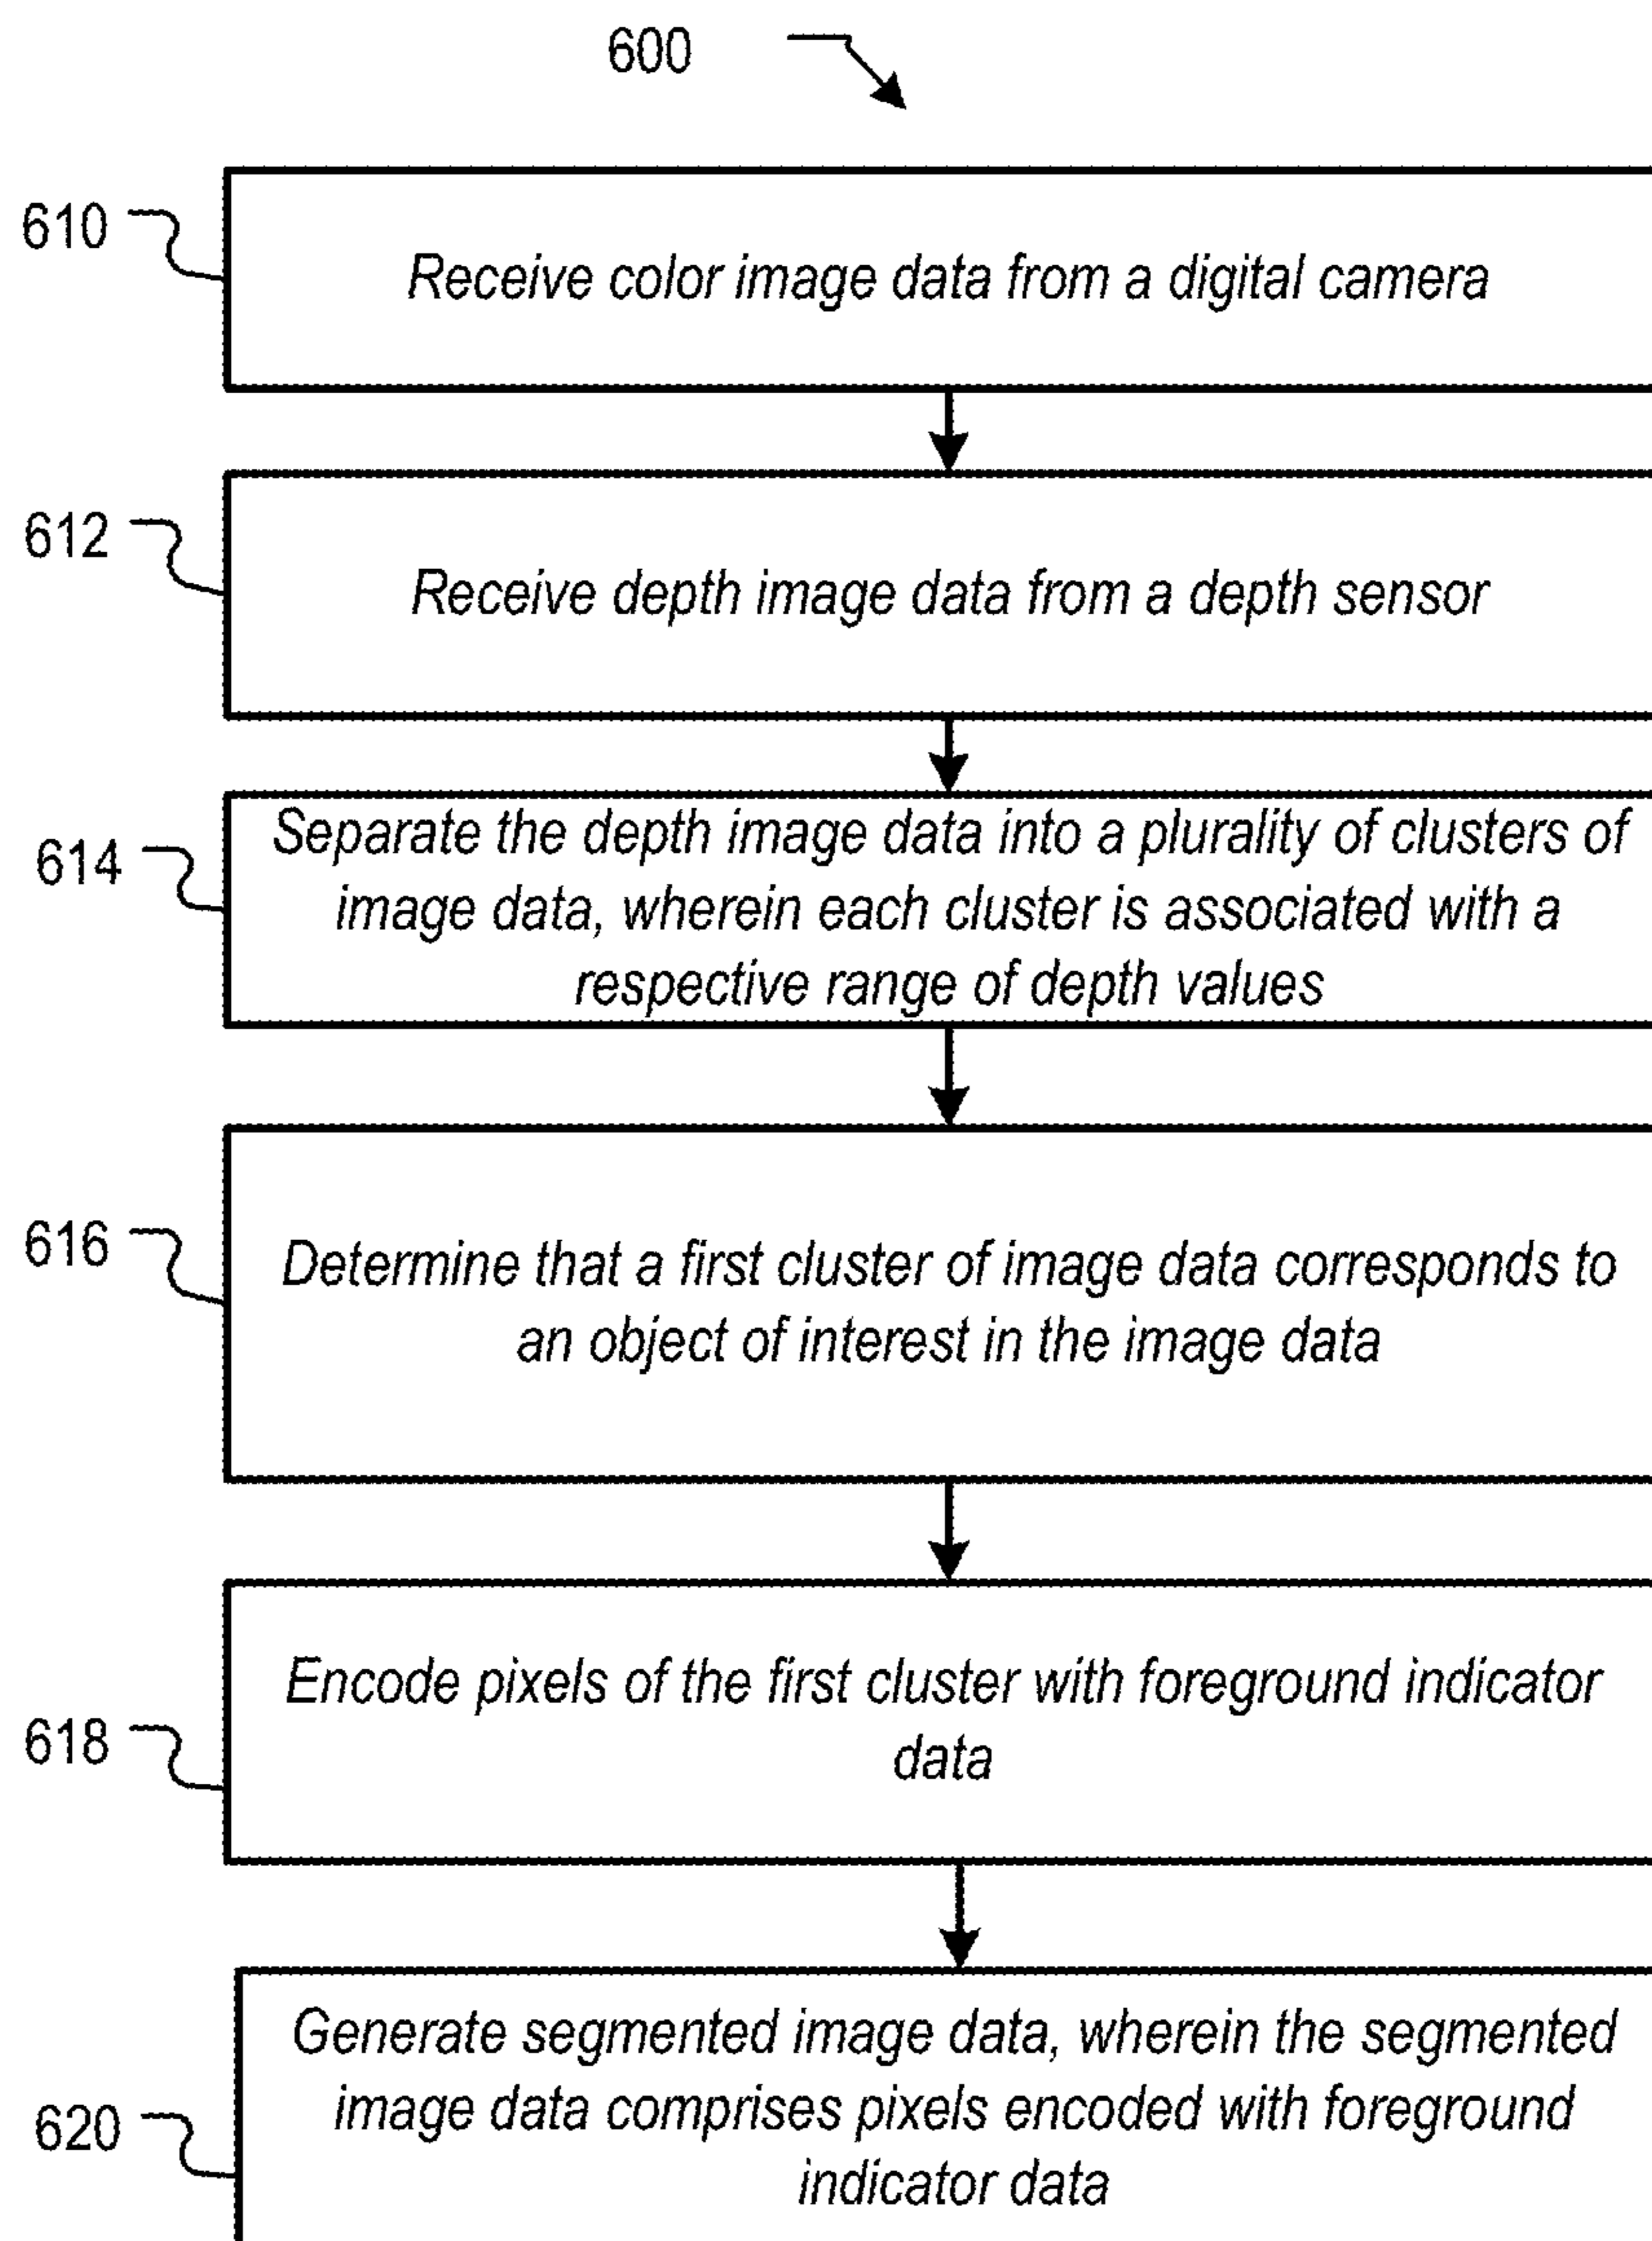 600
610
Receive color image data from a digital camera
612
Receive depth image data from a depth sensor
614
Separate the depth image data into a plurality of clusters of
image data, wherein each cluster is associated with a
respective range of depth values
616
Determine that a first cluster of image data corresponds to
an object of interest in the image data
618
Encode pixels of the first cluster with foreground indicator
data
620
Generate segmented image data, wherein the segmented
image data comprises pixels encoded with foreground
indicator data